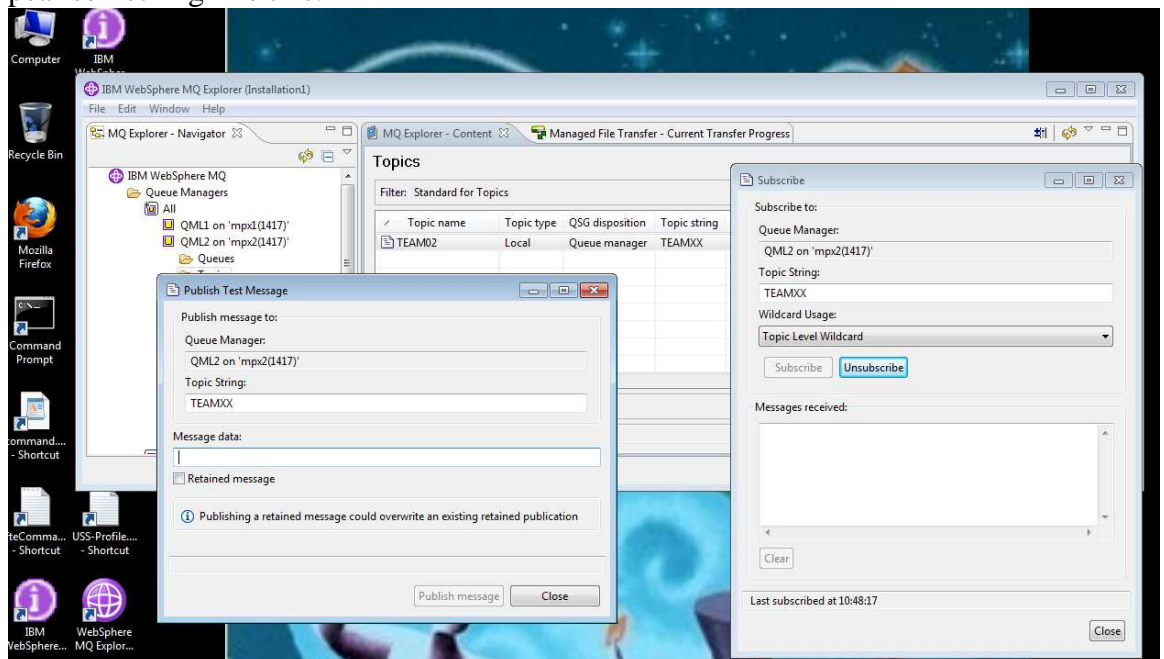 Computer
IBM
IBM WebSphere MQ Explorer (Installation1)
File Edit Window Help
MQ Explorer - Navigator
MQ Explorer - Content
Managed File Transfer - Current Transfer Progress
Recycle Bin
IBM WebSphere MQ
Queue Managers
All
QML1 on 'mpx1(1417)'
QML2 on 'mpx2(1417)'
Queues
Topics
Filter: Standard for Topics
Topic name Topic type QSG disposition Topic string
TEAM02 Local Queue manager TEAMXX
Mozilla
Firefox
Command
Prompt
- Shortcut
- Shortcut
USS-Profile....
- Shortcut
IBM
WebSphere
MQ Explor...
Publish Test Message
Publish message to:
Queue Manager:
QML2 on 'mpx2(1417)'
Topic String:
TEAMXX
Message data:
Retained message
Publishing a retained message could overwrite an existing retained publication
Publish message Close
Subscribe
Subscribe to:
Queue Manager:
QML2 on 'mpx2(1417)'
Topic String:
TEAMXX
Wildcard Usage:
Topic Level Wildcard
Subscribe Unsubscribe
Messages received:
Clear
Last subscribed at 10:48:17
Close